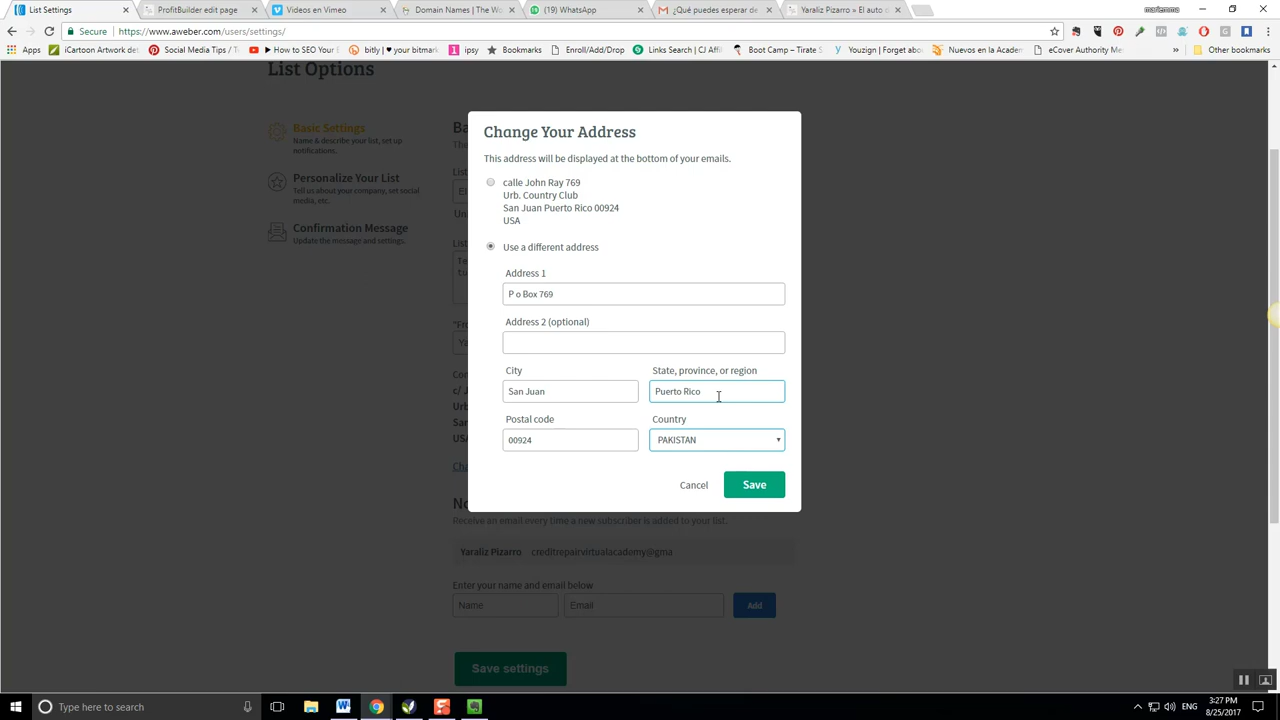 List Settings
ProfitBuilder edit page
Videos en Vimeo
Domain Names | The Wo
(19) WhatsApp
¿Qué puedes esperar de
Yaraliz Pizarro » El auto o
mariemma
Secure
https://www.aweber.com/users/settings/
Apps
iCartoon Artwork det
Social Media Tips / St
How to SEO Your E
bitly | ♥ your bitmark
ipsy
Bookmarks
Enroll/Add/Drop
Links Search | CJ Affil
Boot Camp – Tirate S
Youzign | Forget abou
Nuevos en la Academ
eCover Authority Me
Other bookmarks
List Options
Basic Settings
Name & describe your list, set up
notifications.
Personalize Your List
Tell us about your company, set social
media, etc.
Confirmation Message
Update the message and settings.
Change Your Address
This address will be displayed at the bottom of your emails.
calle John Ray 769
Urb. Country Club
San Juan Puerto Rico 00924
USA
Use a different address
Address 1
P o Box 769
Address 2 (optional)
City
State, province, or region
San Juan
Puerto Rico
Postal code
Country
00924
PAKISTAN
Cancel
Save
Receive an email every time a new subscriber is added to your list.
Yaraliz Pizarro
creditrepairvirtualacademy@gma
Enter your name and email below
Name
Email
Add
Save settings
Type here to search
3:27 PM
8/25/2017